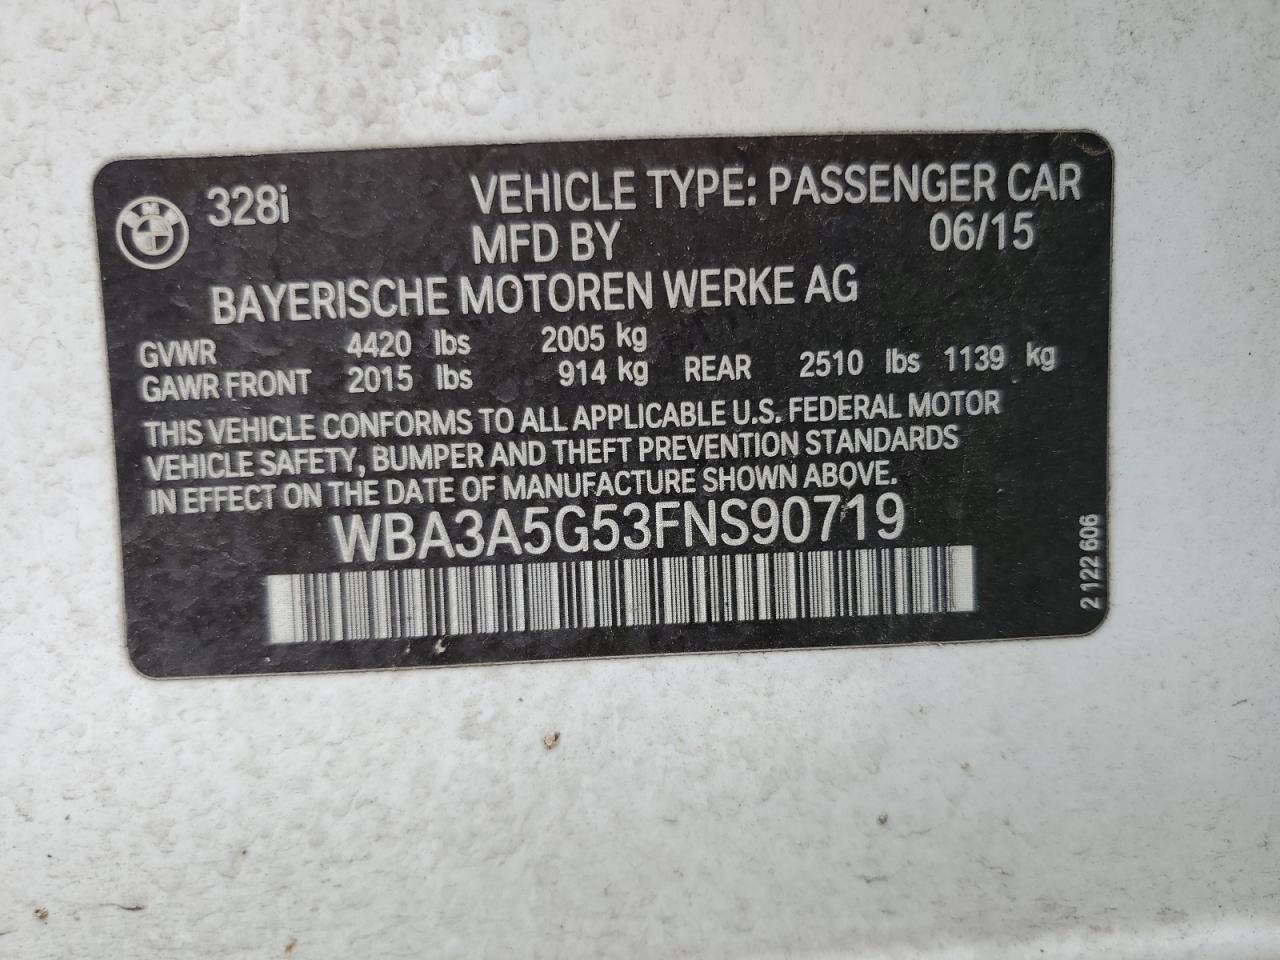 BMW 328i VEHICLE TYPE: PASSENGER CAR
MFD BY 06/15
BAYERISCHE MOTOREN WERKE AG
GVWR 4420 lbs 2005 kg
GAWR FRONT 2015 lbs 914 kg REAR 2510 lbs 1139 kg
THIS VEHICLE CONFORMS TO ALL APPLICABLE U.S. FEDERAL MOTOR
VEHICLE SAFETY, BUMPER AND THEFT PREVENTION STANDARDS
IN EFFECT ON THE DATE OF MANUFACTURE SHOWN ABOVE.
WBA3A5G53FNS90719
2 122 606